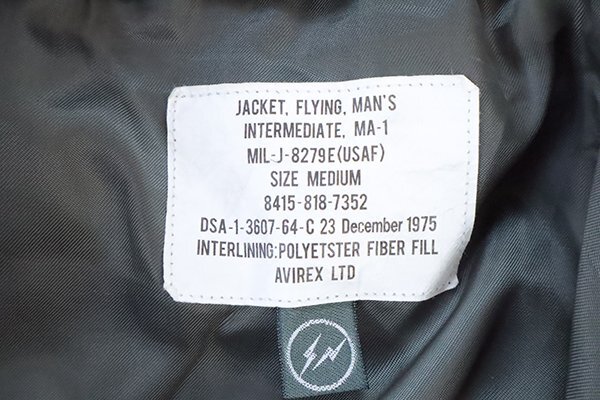 JACKET, FLYING, MAN'S
INTERMEDIATE, MA-1
MIL-J-8279E(USAF)
SIZE MEDIUM
8415-818-7352
DSA-1-3607-64-C 23 December 1975
INTERLINING:POLYETSTER FIBER FILL
AVIREX LTD